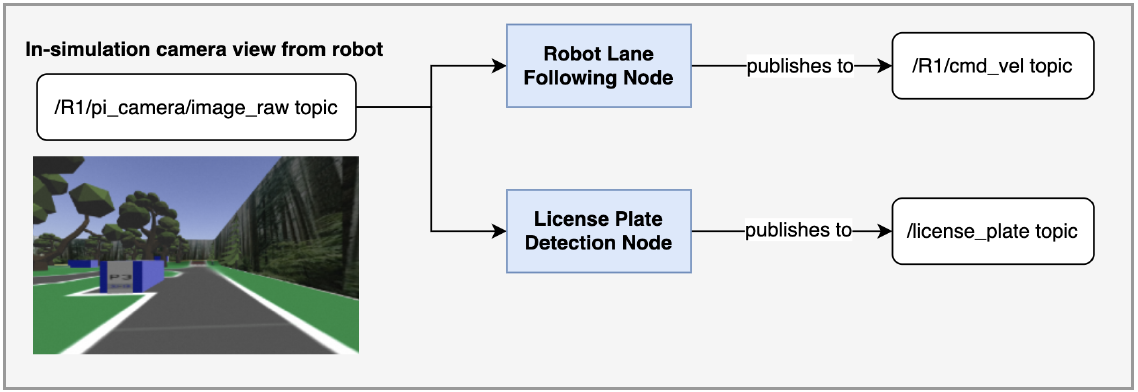 In-simulation camera view from robot
/R1/pi_camera/image_raw topic
Robot Lane
Following Node
publishes to
/R1/cmd_vel topic
License Plate
Detection Node
publishes to
/license_plate topic
P3